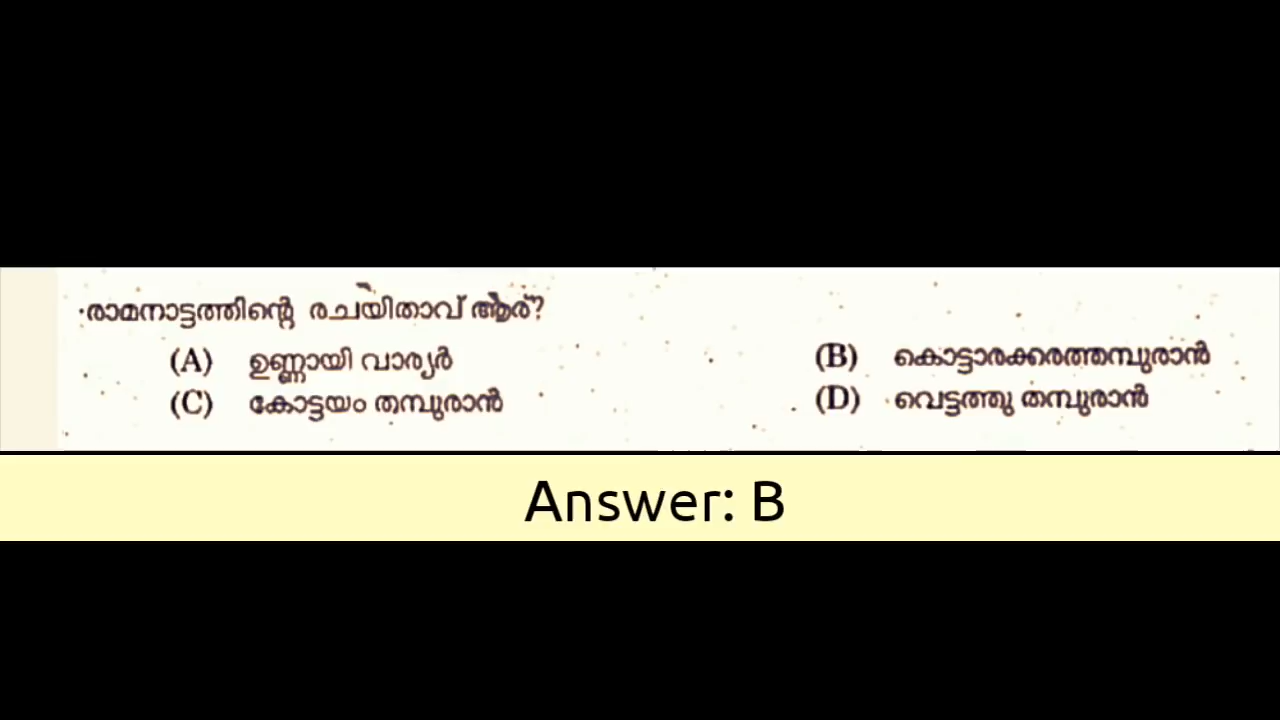 രാമനാട്ടത്തിന്റെ രചയിതാവ് ആര്?
(A) ഉണ്ണായി വാര്യർ (B) കൊട്ടാരക്കരത്തമ്പുരാൻ
(C) കോട്ടയം തമ്പുരാൻ (D) വെട്ടത്തു തമ്പുരാൻ
Answer: B